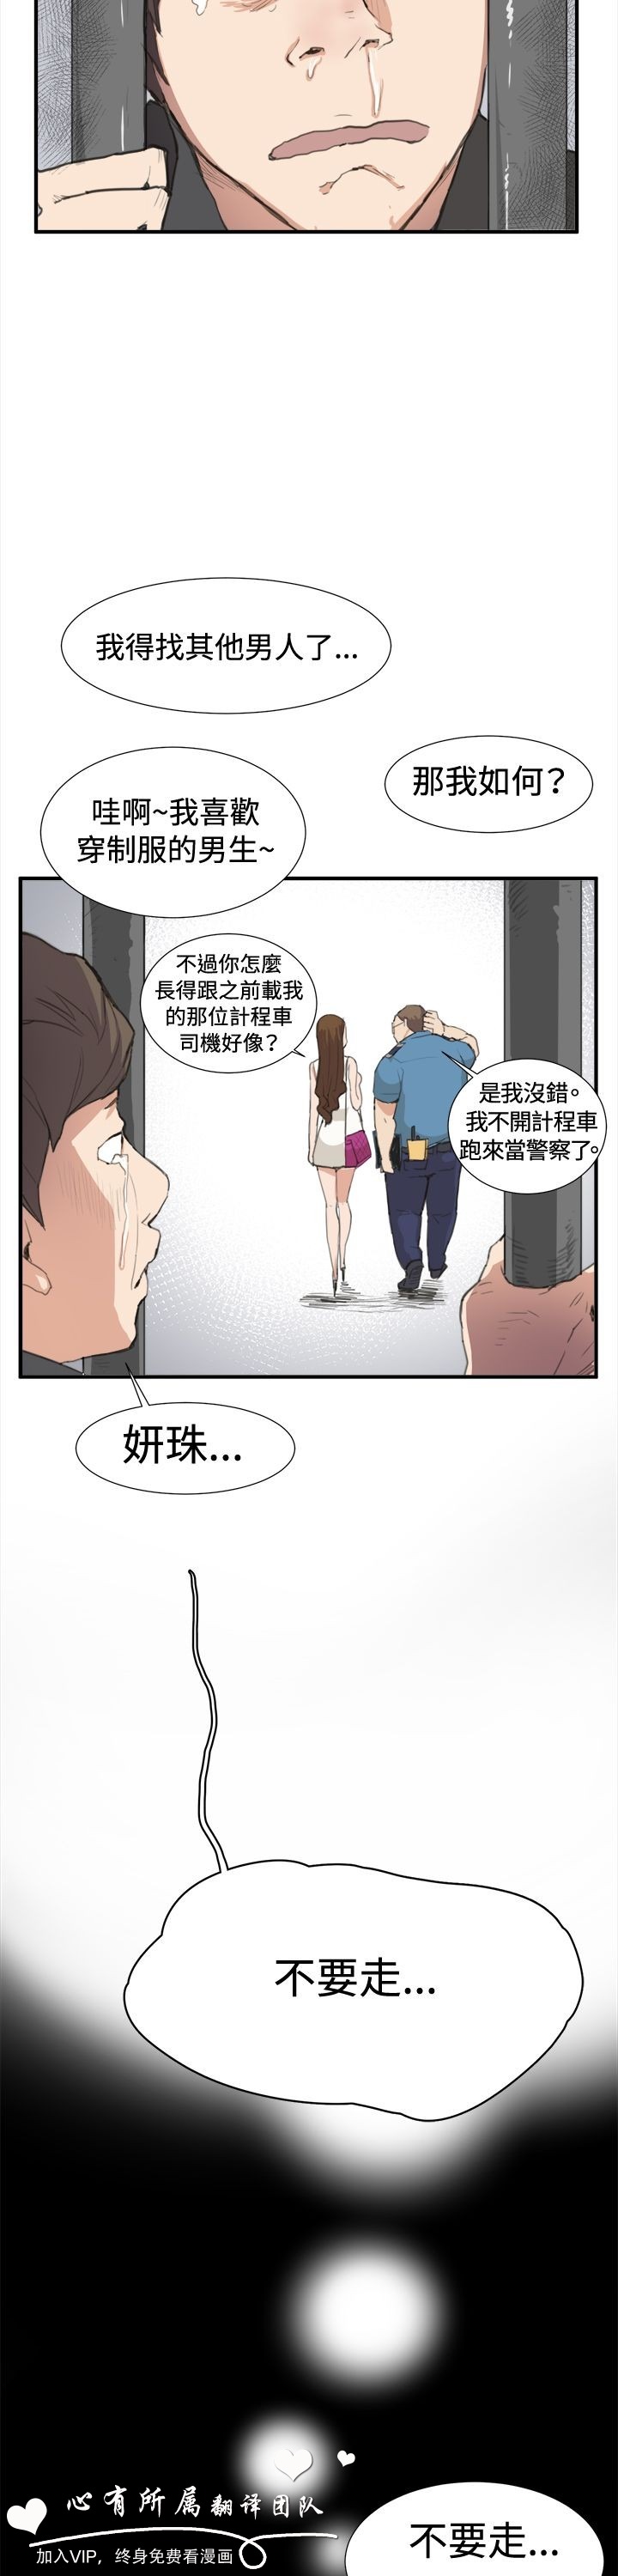 我得找其他男人了...
那我如何？
哇啊~我喜歡
穿制服的男生~
不過你怎麼
長得跟之前載我
的那位計程車
司機好像？
是我沒錯。
我不開計程車
跑來當警察了。
妍珠...
不要走...
心有所属翻译团队
加入VIP，终身免费看漫画
不要走...